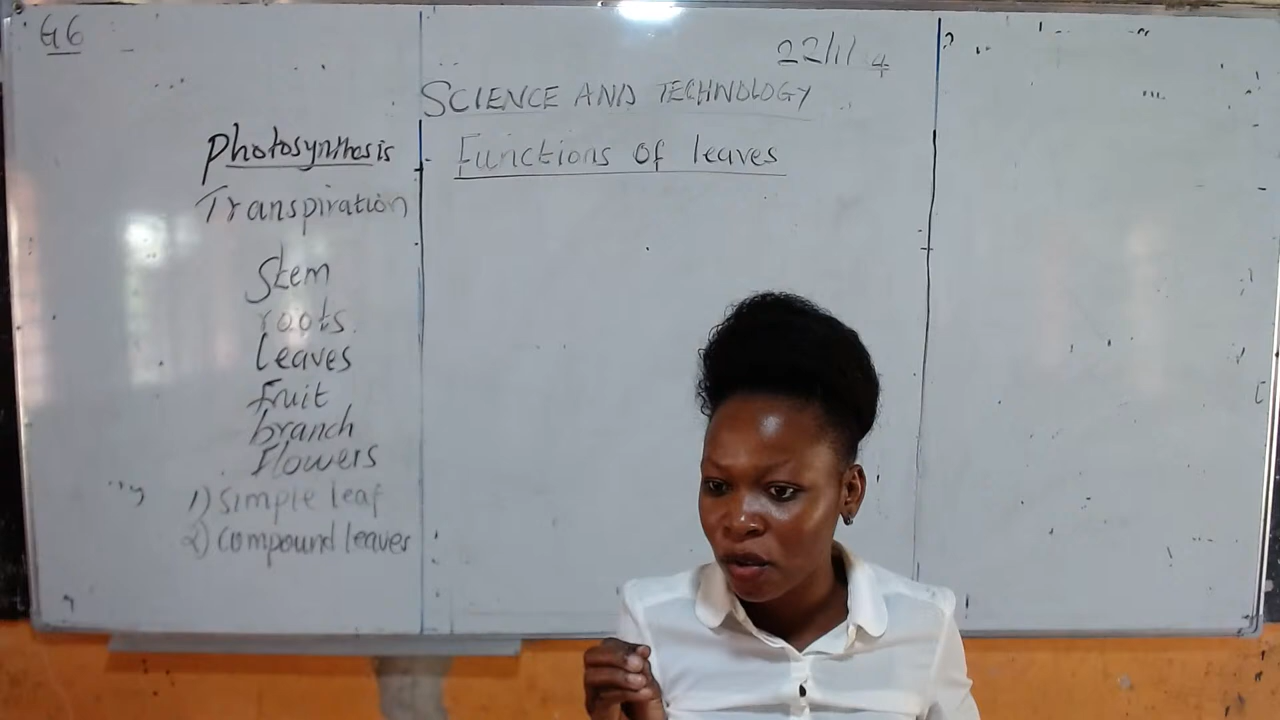 G6
22/11 4
SCIENCE AND TECHNOLOGY
Photosynthesis
Transpiration
Stem
roots.
Leaves
Fruit
branch
Flowers
1) Simple leaf
2) Compound leaves
Functions of leaves